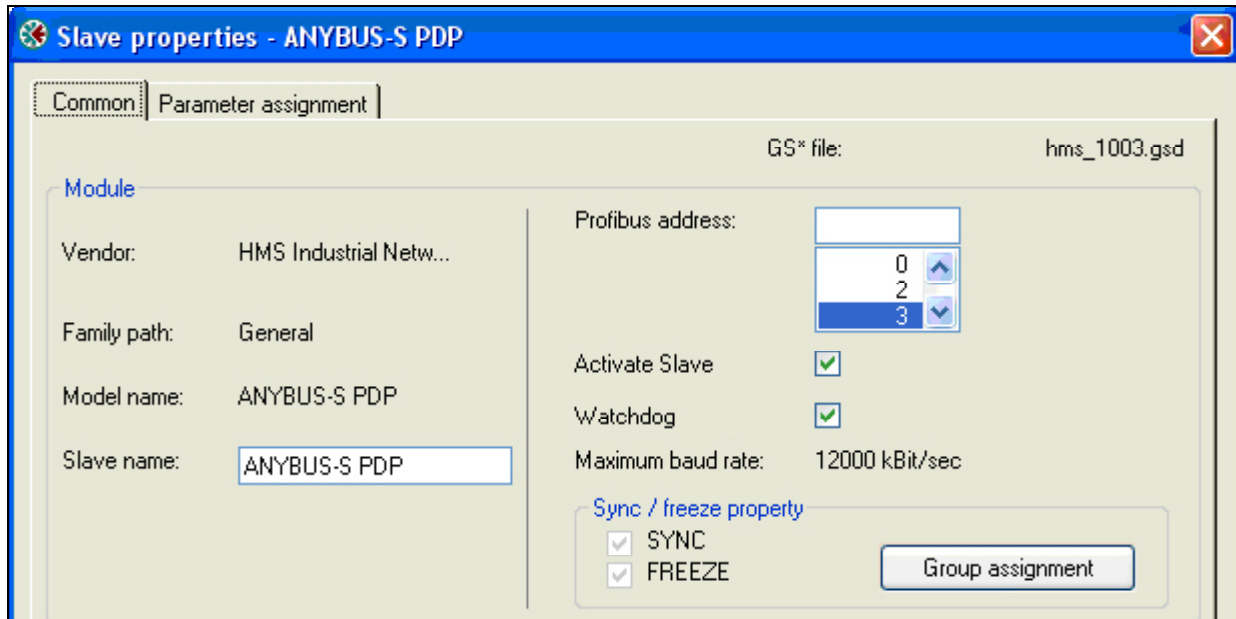 Slave properties - ANYBUS-S PDP
Common
Parameter assignment
GS* file: hms_1003.gsd
Module
Vendor: HMS Industrial Netw...
Family path: General
Model name: ANYBUS-S PDP
Slave name: ANYBUS-S PDP
Profibus address:
0
2
3
Activate Slave
Watchdog
Maximum baud rate: 12000 kBit/sec
Sync / freeze property
SYNC
FREEZE
Group assignment